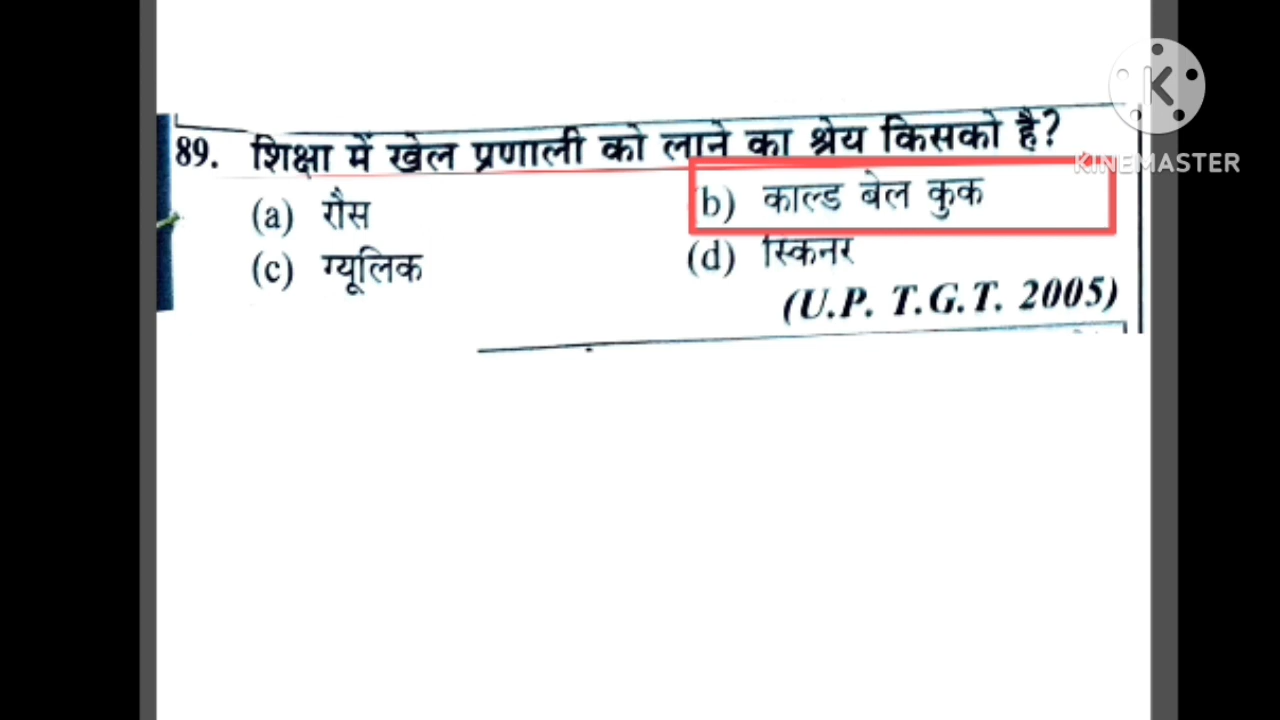 89. शिक्षा में खेल प्रणाली को लाने का श्रेय किसको है?
KINEMASTER
(a) रौस b) काल्ड बेल कुक
(c) ग्यूलिक (d) स्किनर
(U.P. T.G.T. 2005)